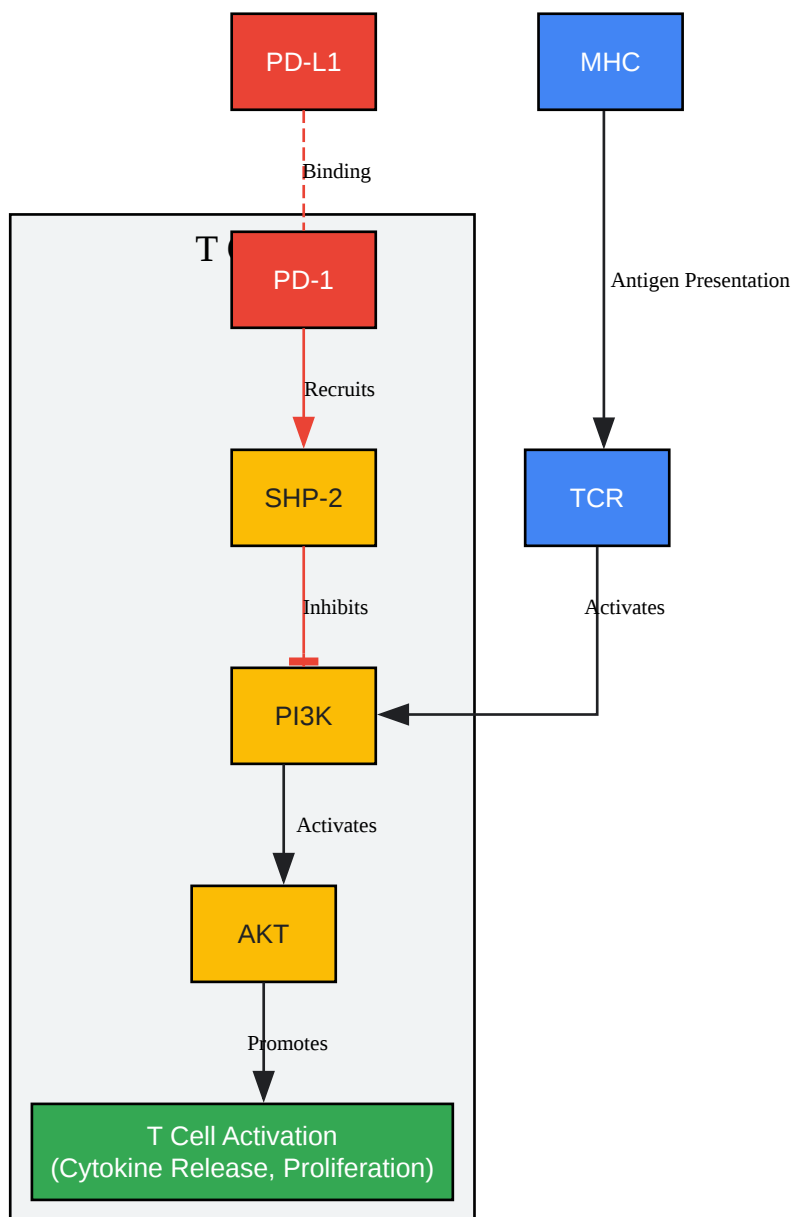 PD-L1
MHC
Binding
T
PD-1
Antigen Presentation
Recruits
SHP-2
TCR
Inhibits
Activates
PI3K
Activates
AKT
Promotes
T Cell Activation
(Cytokine Release, Proliferation)